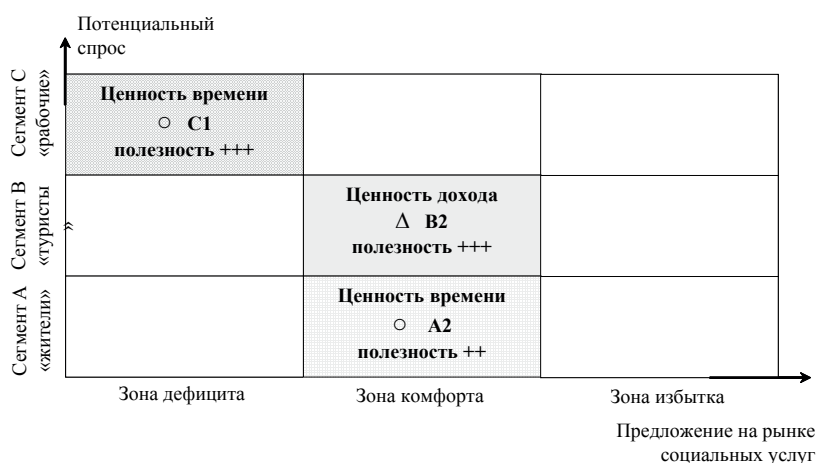 Потенциальный
спрос
Сегмент C
«рабочие»
Ценность времени
○ C1
полезность +++
Сегмент B
«туристы
»
Ценность дохода
Δ B2
полезность +++
Сегмент A
«жители»
Ценность времени
○ A2
полезность ++
Зона дефицита
Зона комфорта
Зона избытка
Предложение на рынке
социальных услуг